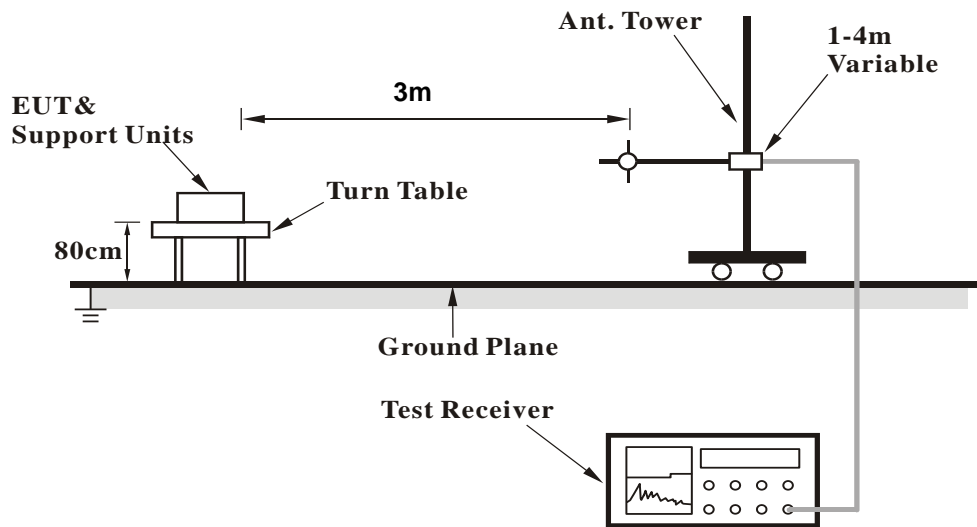 Ant. Tower
1-4m
Variable
3m
EUT&
Support Units
Turn Table
80cm
Ground Plane
Test Receiver